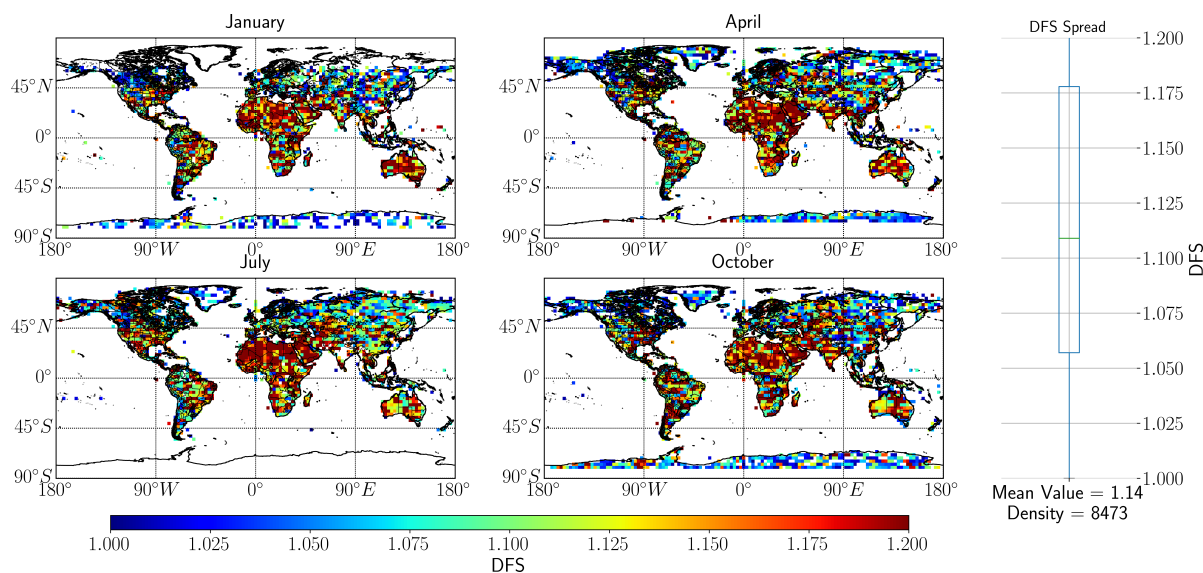 January
April
DFS Spread
45°N
0°
45°S
90°S
180°
90°W
0°
90°E
180°
45°N
0°
45°S
90°S
180°
90°W
0°
90°E
180°
July
October
45°N
0°
45°S
90°S
180°
90°W
0°
90°E
180°
45°N
0°
45°S
90°S
180°
90°W
0°
90°E
180°
1.200
1.175
1.150
1.125
1.100
1.075
1.050
1.025
1.000
DFS
Mean Value = 1.14
Density = 8473
1.000
1.025
1.050
1.075
1.100
1.125
1.150
1.175
1.200
DFS